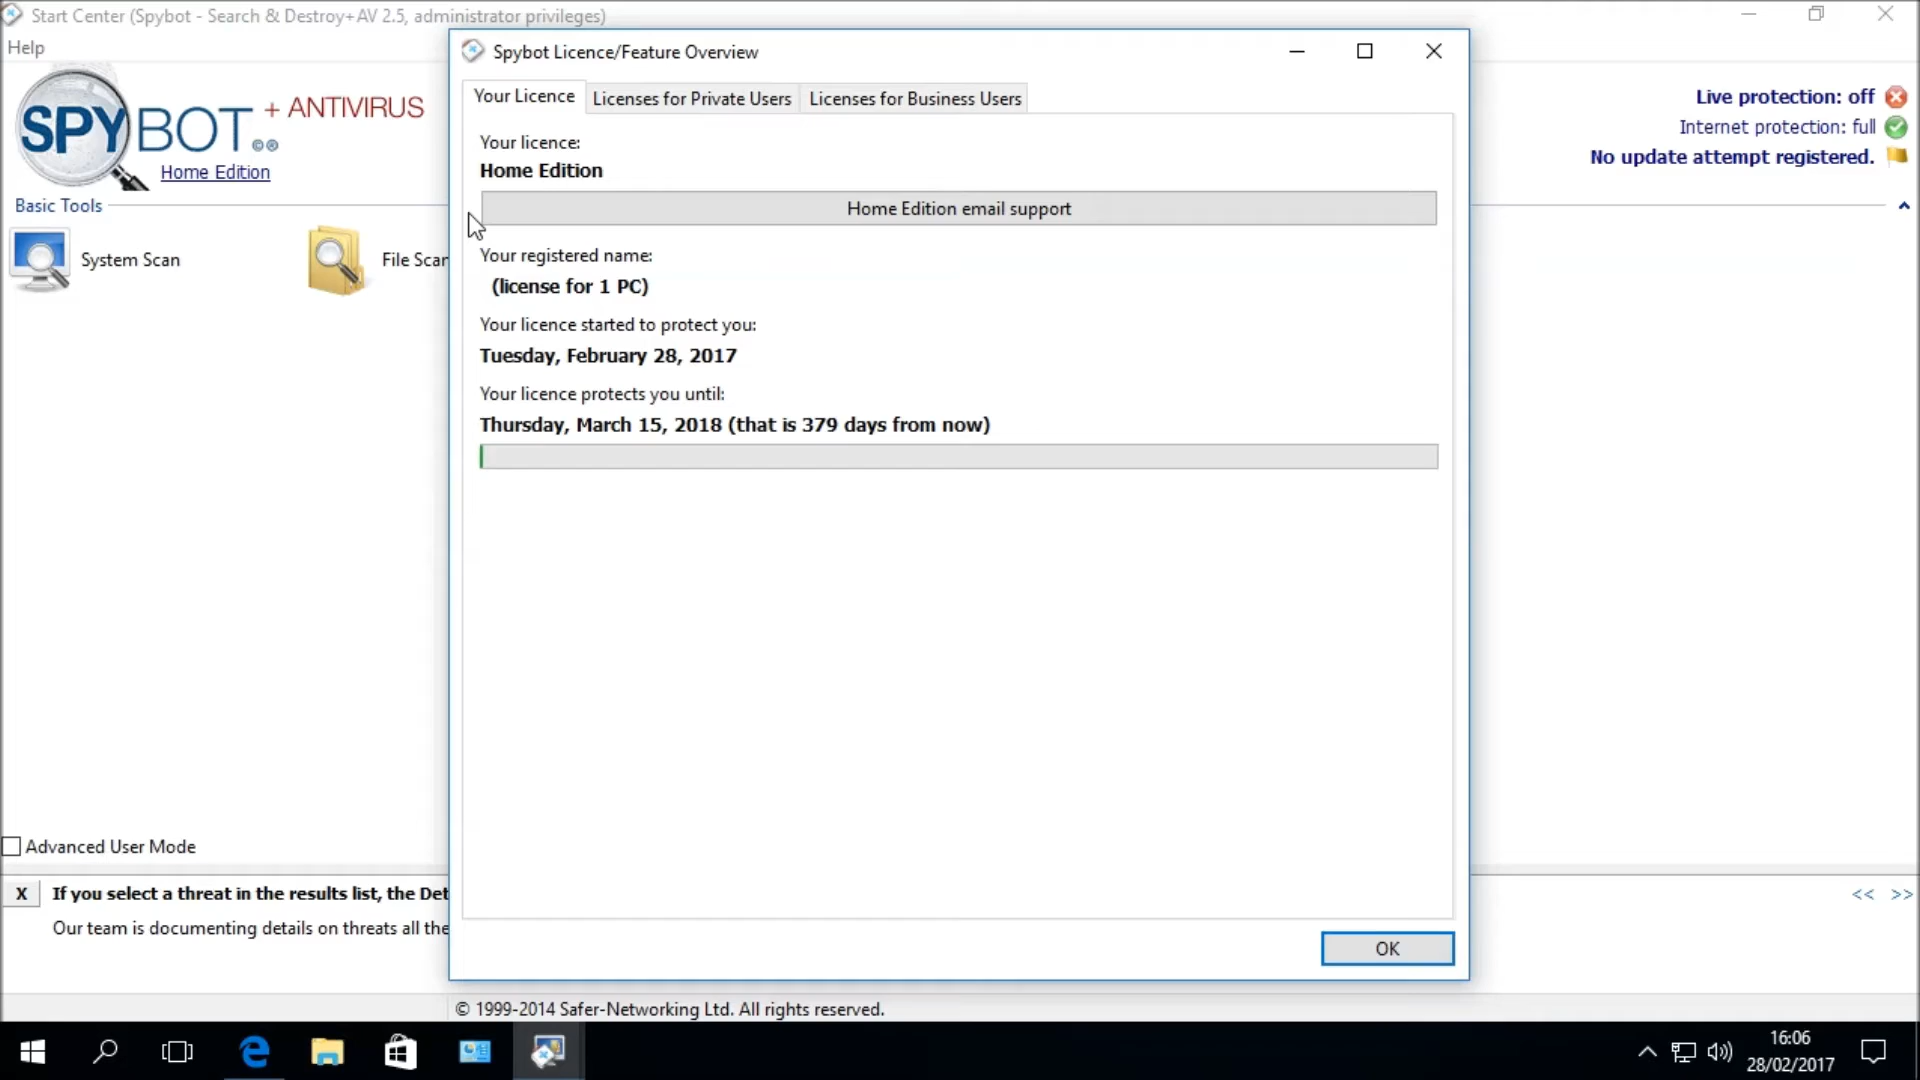 Start Center (Spybot - Search & Destroy+AV 2.5, administrator privileges)
Help
SPYBOT ©® + ANTIVIRUS
Home Edition
Live protection: off
Internet protection: full
No update attempt registered.
Basic Tools
System Scan
File Scan
Spybot Licence/Feature Overview
Your Licence
Licenses for Private Users
Licenses for Business Users
Your licence:
Home Edition
Home Edition email support
Your registered name:
(license for 1 PC)
Your licence started to protect you:
Tuesday, February 28, 2017
Your licence protects you until:
Thursday, March 15, 2018 (that is 379 days from now)
OK
Advanced User Mode
X
If you select a threat in the results list, the Det
<< >>
Our team is documenting details on threats all the
© 1999-2014 Safer-Networking Ltd. All rights reserved.
16:06
28/02/2017